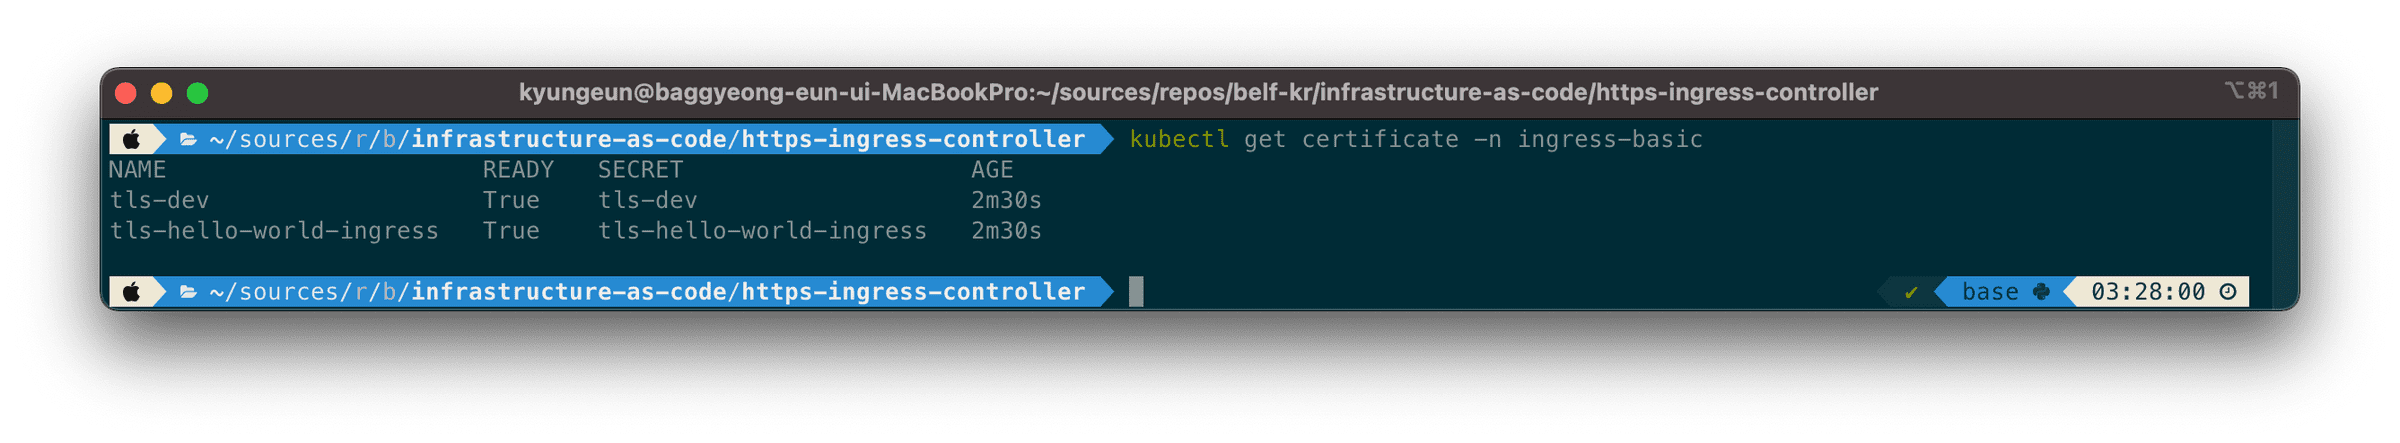 kyungeun@baggyeong-eun-ui-MacBookPro:~/sources/repos/belf-kr/infrastructure-as-code/https-ingress-controller ⌥⌘1
~/sources/r/b/infrastructure-as-code/https-ingress-controller kubectl get certificate -n ingress-basic
NAME READY SECRET AGE
tls-dev True tls-dev 2m30s
tls-hello-world-ingress True tls-hello-world-ingress 2m30s
~/sources/r/b/infrastructure-as-code/https-ingress-controller ✔ base 03:28:00